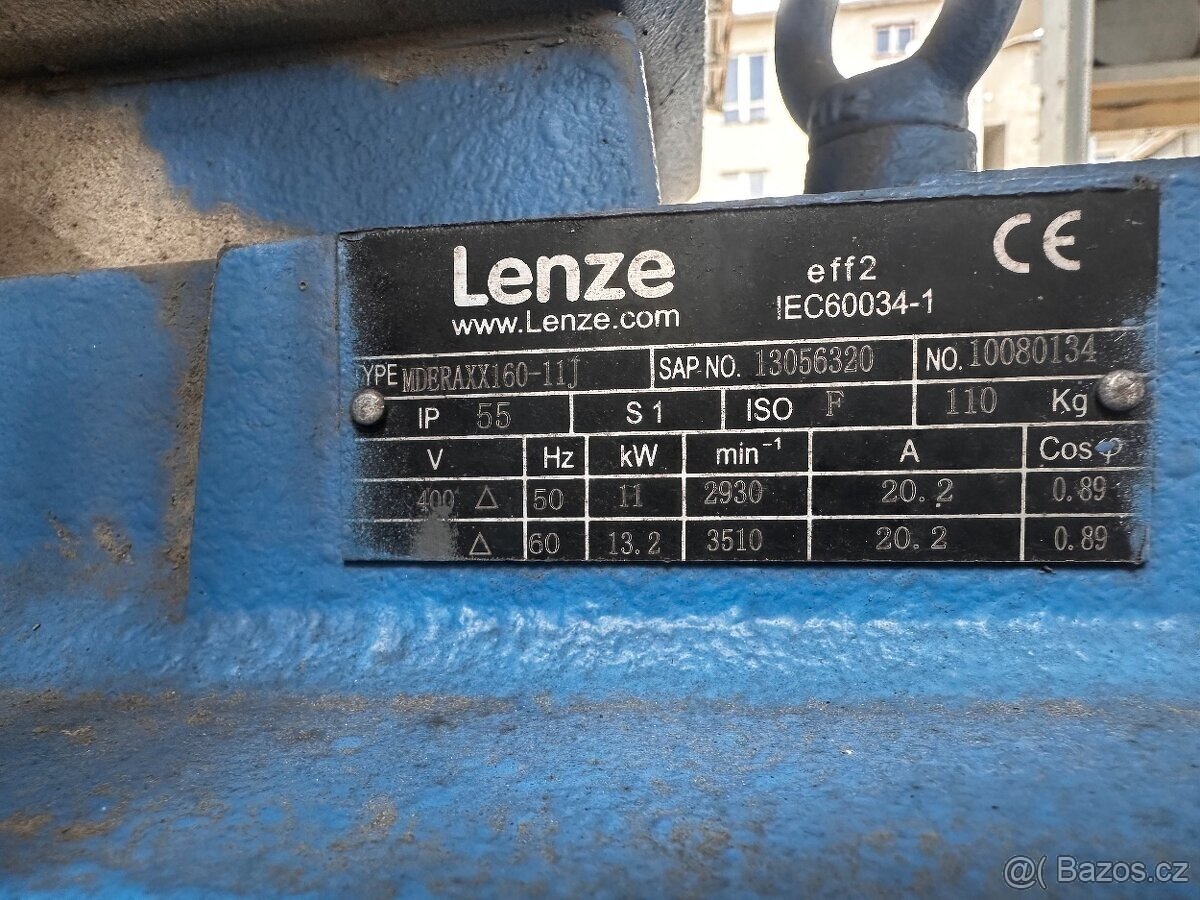 Lenze
www.Lenze.com
eff2
IEC60034-1
CE
TYPE MDERAXX160-11J SAP NO. 13056320 NO. 10080134
IP 55 S1 ISO F 110 Kg
V Hz kW min⁻¹ A Cosφ
400 Δ 50 11 2930 20.2 0.89
Δ 60 13.2 3510 20.2 0.89
@( Bazos.cz